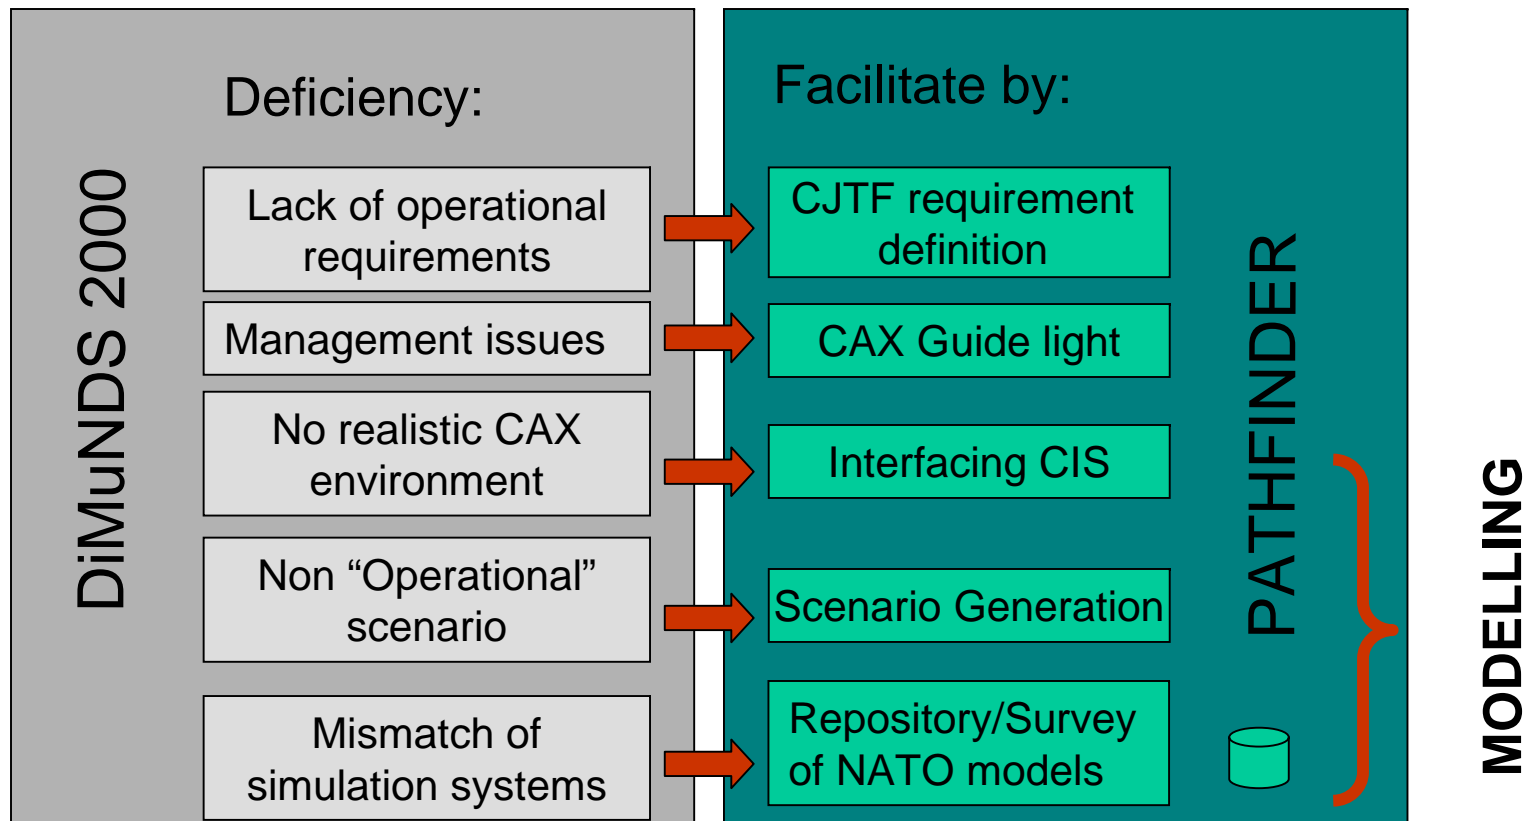 DiMuNDS 2000
Deficiency:
Lack of operational
requirements
Management issues
No realistic CAX
environment
Non “Operational”
scenario
Mismatch of
simulation systems
Facilitate by:
CJTF requirement
definition
CAX Guide light
Interfacing CIS
Scenario Generation
Repository/Survey
of NATO models
PATHFINDER
MODELLING